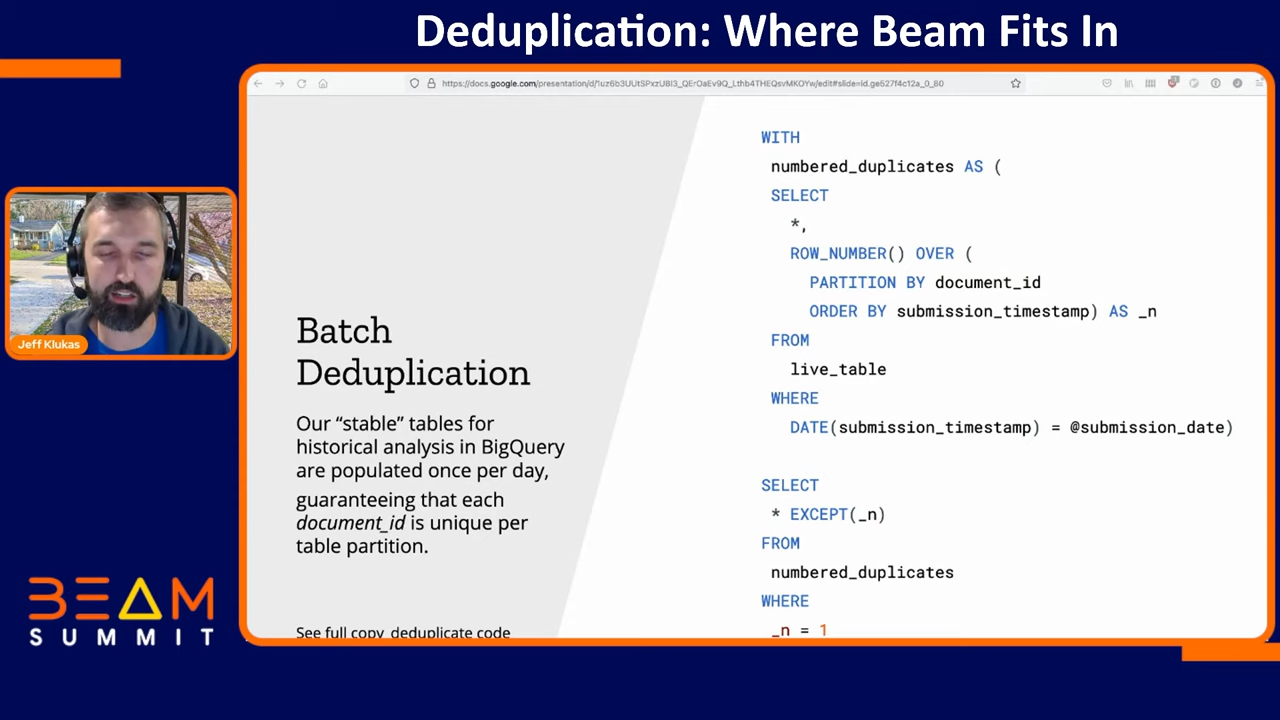 Deduplication: Where Beam Fits In
https://docs.google.com/presentation/d/1uz6b3UUtSPxzU8I3_QErOaEv9Q_Lthb4THEQsvMKOYw/edit#slide=id.ge527f4c12a_0_80
Jeff Klukas
BEAM
SUMMIT
Batch
Deduplication
Our “stable” tables for
historical analysis in BigQuery
are populated once per day,
guaranteeing that each
document_id is unique per
table partition.
See full copy_deduplicate code
WITH
numbered_duplicates AS (
SELECT
*,
ROW_NUMBER() OVER (
PARTITION BY document_id
ORDER BY submission_timestamp) AS _n
FROM
live_table
WHERE
DATE(submission_timestamp) = @submission_date)
SELECT
* EXCEPT(_n)
FROM
numbered_duplicates
WHERE
_n = 1